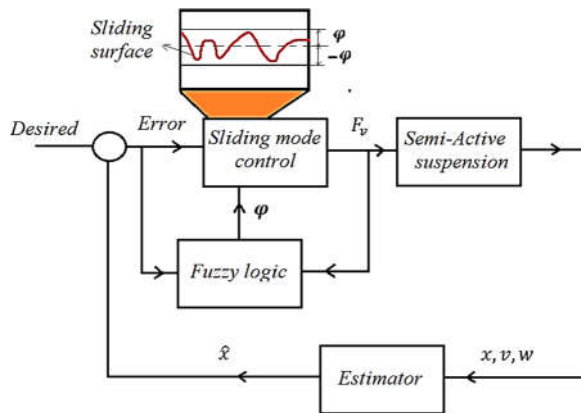 Sliding
surface
φ
−φ
Desired
Error
Sliding mode
control
F_v
Semi-Active
suspension
φ
Fuzzy logic
x̂
Estimator
x, v, w